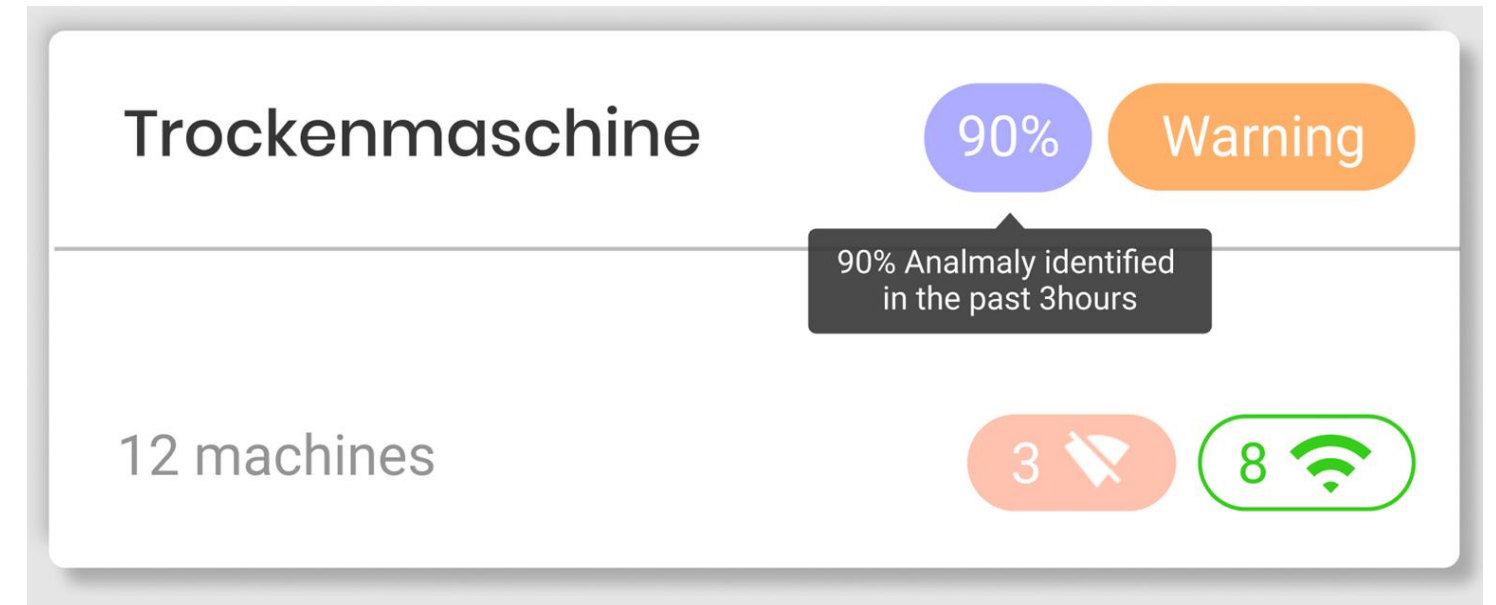 Trockenmaschine
90%
Warning
90% Analmaly identified
in the past 3hours
12 machines
3
8